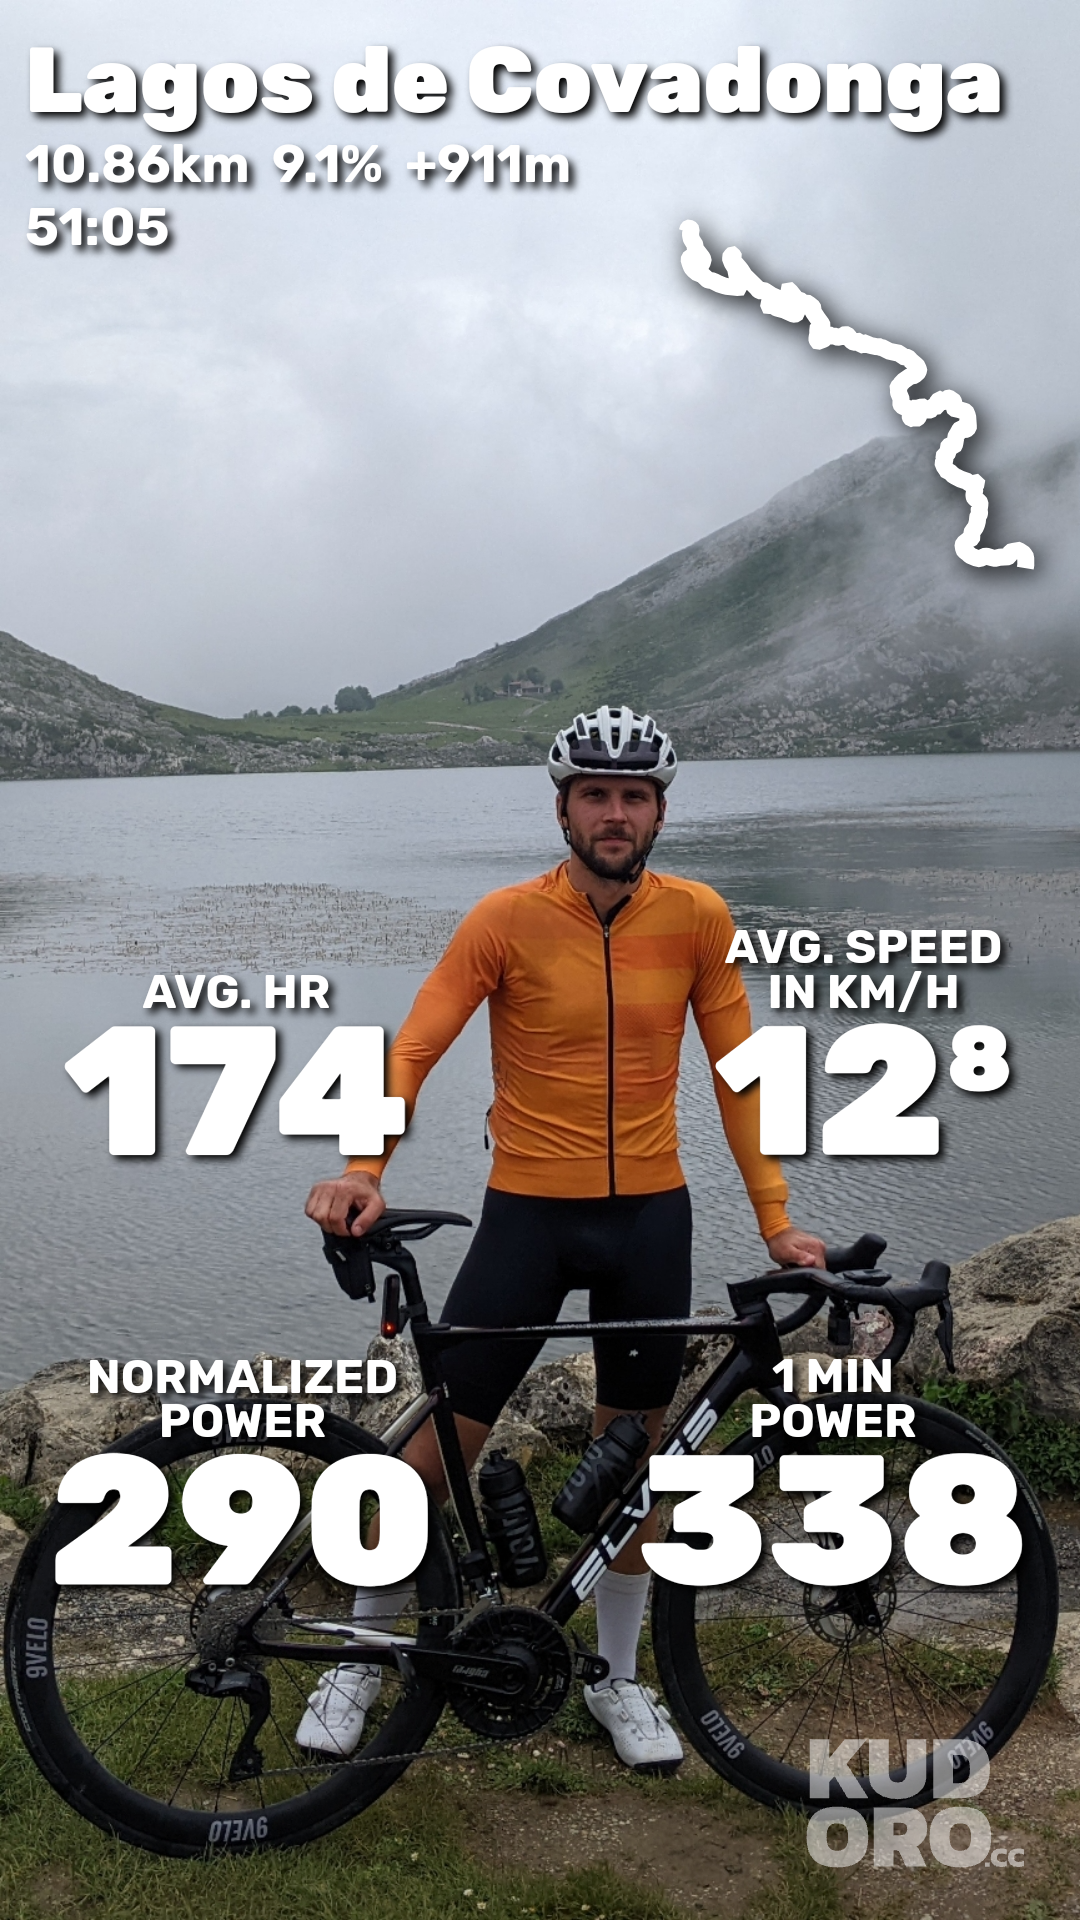 Lagos de Covadonga
10.86km 9.1% +911m
51:05
AVG. HR
174
AVG. SPEED
IN KM/H
12⁸
NORMALIZED
POWER
290
1 MIN
POWER
338
ELVES
9VELO
9VELO
9VELO
9VELO
KUD
ORO.cc